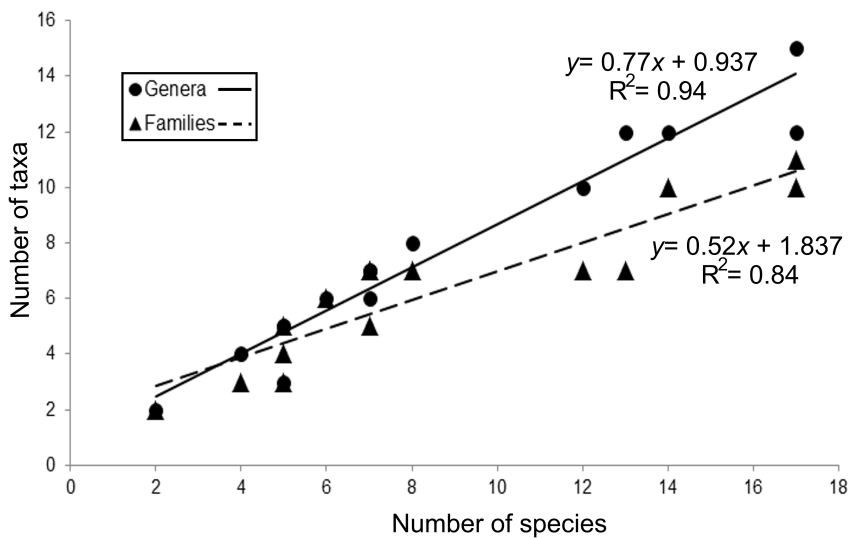 16
14
12
10
8
6
4
2
0
Number of taxa
Genera
Families
y= 0.77x + 0.937
R²= 0.94
y= 0.52x + 1.837
R²= 0.84
0 2 4 6 8 10 12 14 16 18
Number of species